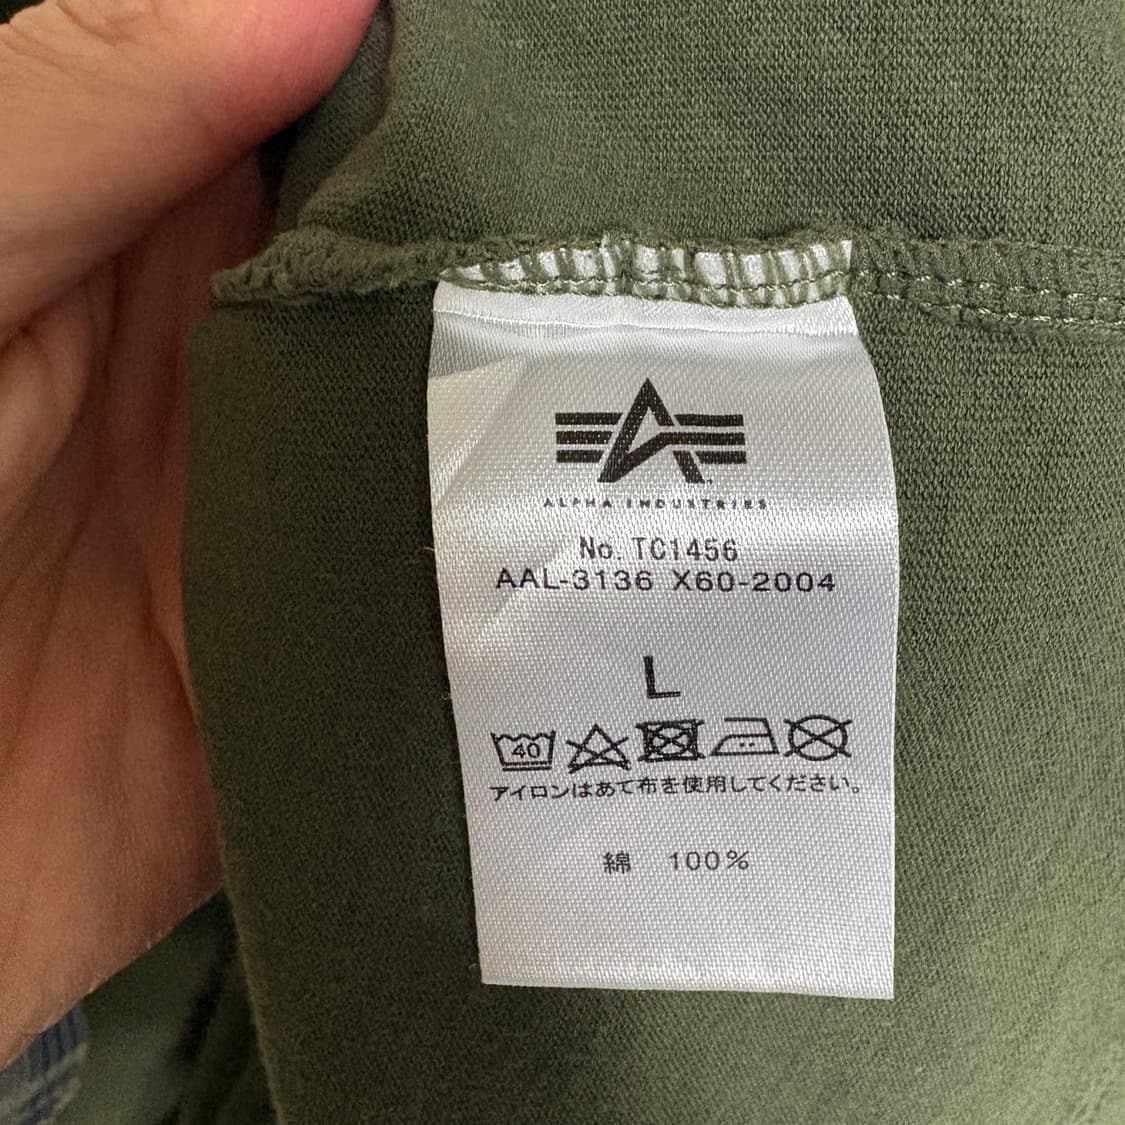 ALPHA INDUSTRIES
No. TC1456
AAL-3136 X60-2004
L
40
アイロンはあて布を使用してください。
綿 100%